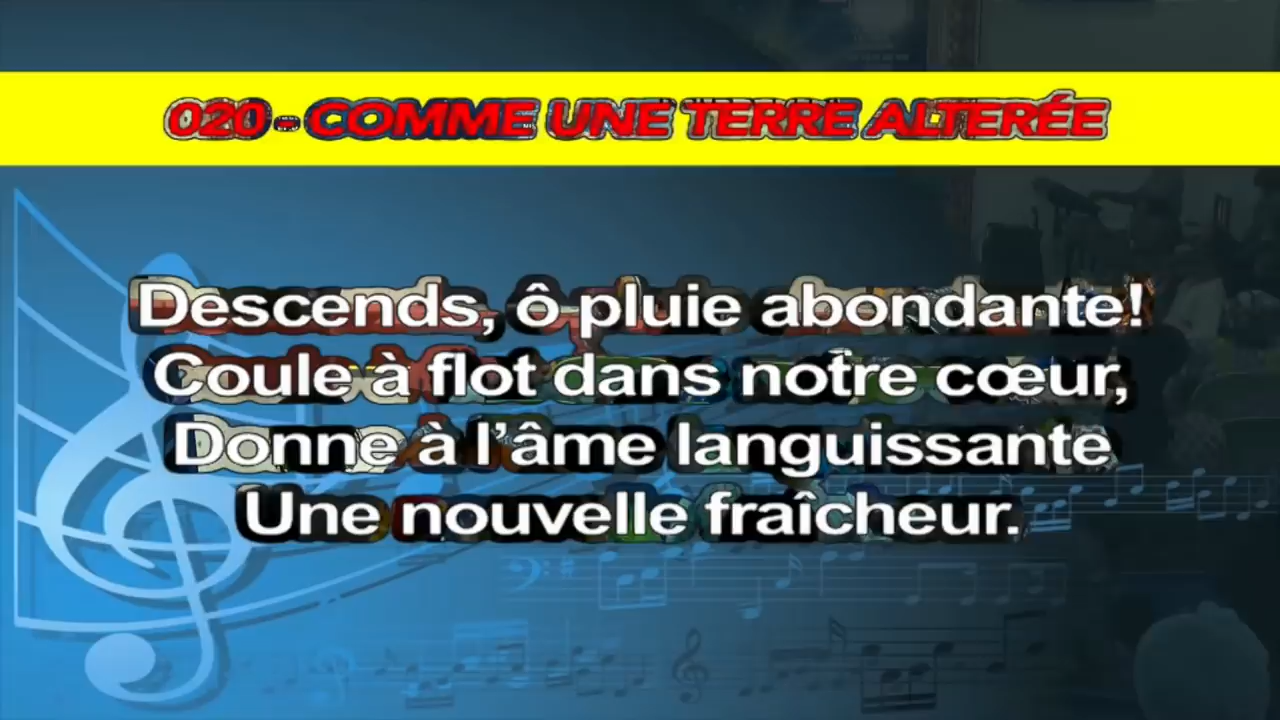 020 - COMME UNE TERRE ALTERÉE
Descends, ô pluie abondante!
Coule à flot dans notre cœur,
Donne à l’âme languissante
Une nouvelle fraîcheur.